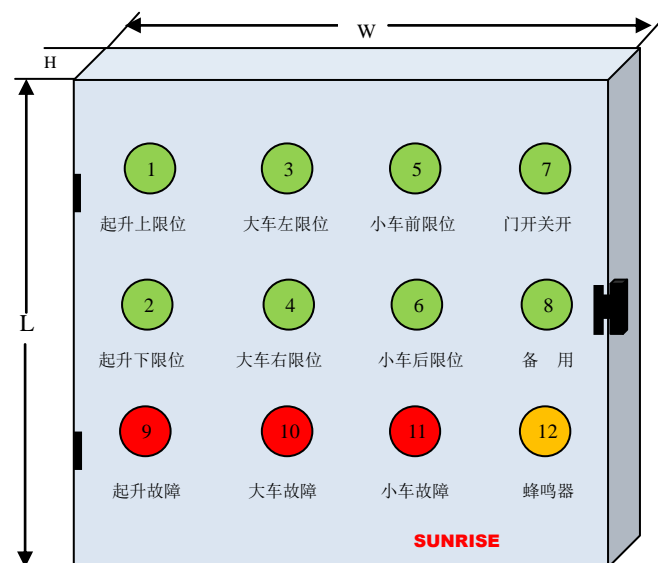 W
H
1 3 5 7
起升上限位 大车左限位 小车前限位 门开关开
2 4 6 8
L
起升下限位 大车右限位 小车后限位 备 用
9 10 11 12
起升故障 大车故障 小车故障 蜂鸣器
SUNRISE